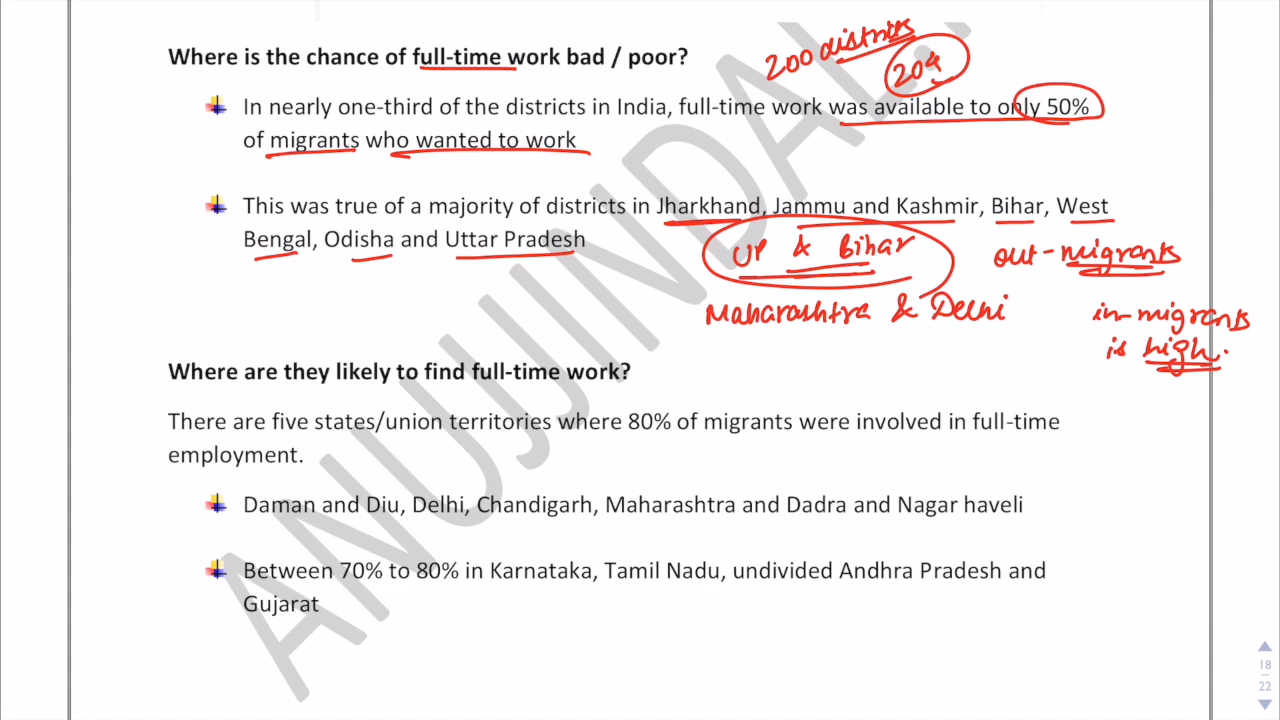 200 districts
204
Where is the chance of full-time work bad / poor?
In nearly one-third of the districts in India, full-time work was available to only 50%
of migrants who wanted to work
This was true of a majority of districts in Jharkhand, Jammu and Kashmir, Bihar, West
Bengal, Odisha and Uttar Pradesh
UP & Bihar
out-migrants
Maharashtra & Delhi
in-migrants
is high.
Where are they likely to find full-time work?
There are five states/union territories where 80% of migrants were involved in full-time
employment.
Daman and Diu, Delhi, Chandigarh, Maharashtra and Dadra and Nagar haveli
Between 70% to 80% in Karnataka, Tamil Nadu, undivided Andhra Pradesh and
Gujarat
ANUJJINDAL.
18
22